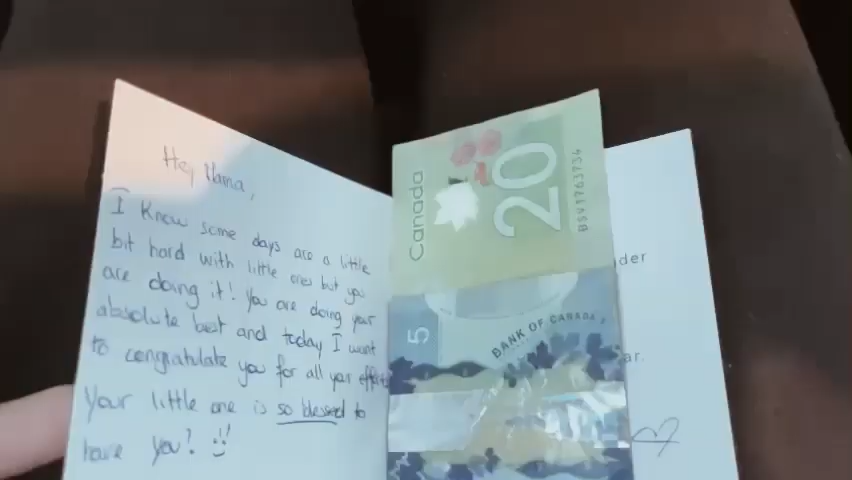 Hey Mama,
I know some days are a little
bit hard with little ones but you
are doing it! You are doing your
absolute best and today I want
to congratulate you for all your efforts
Your little one is so blessed to
have you!
Canada
20
BSV1763734
5
BANK OF CANADA
der
ar.